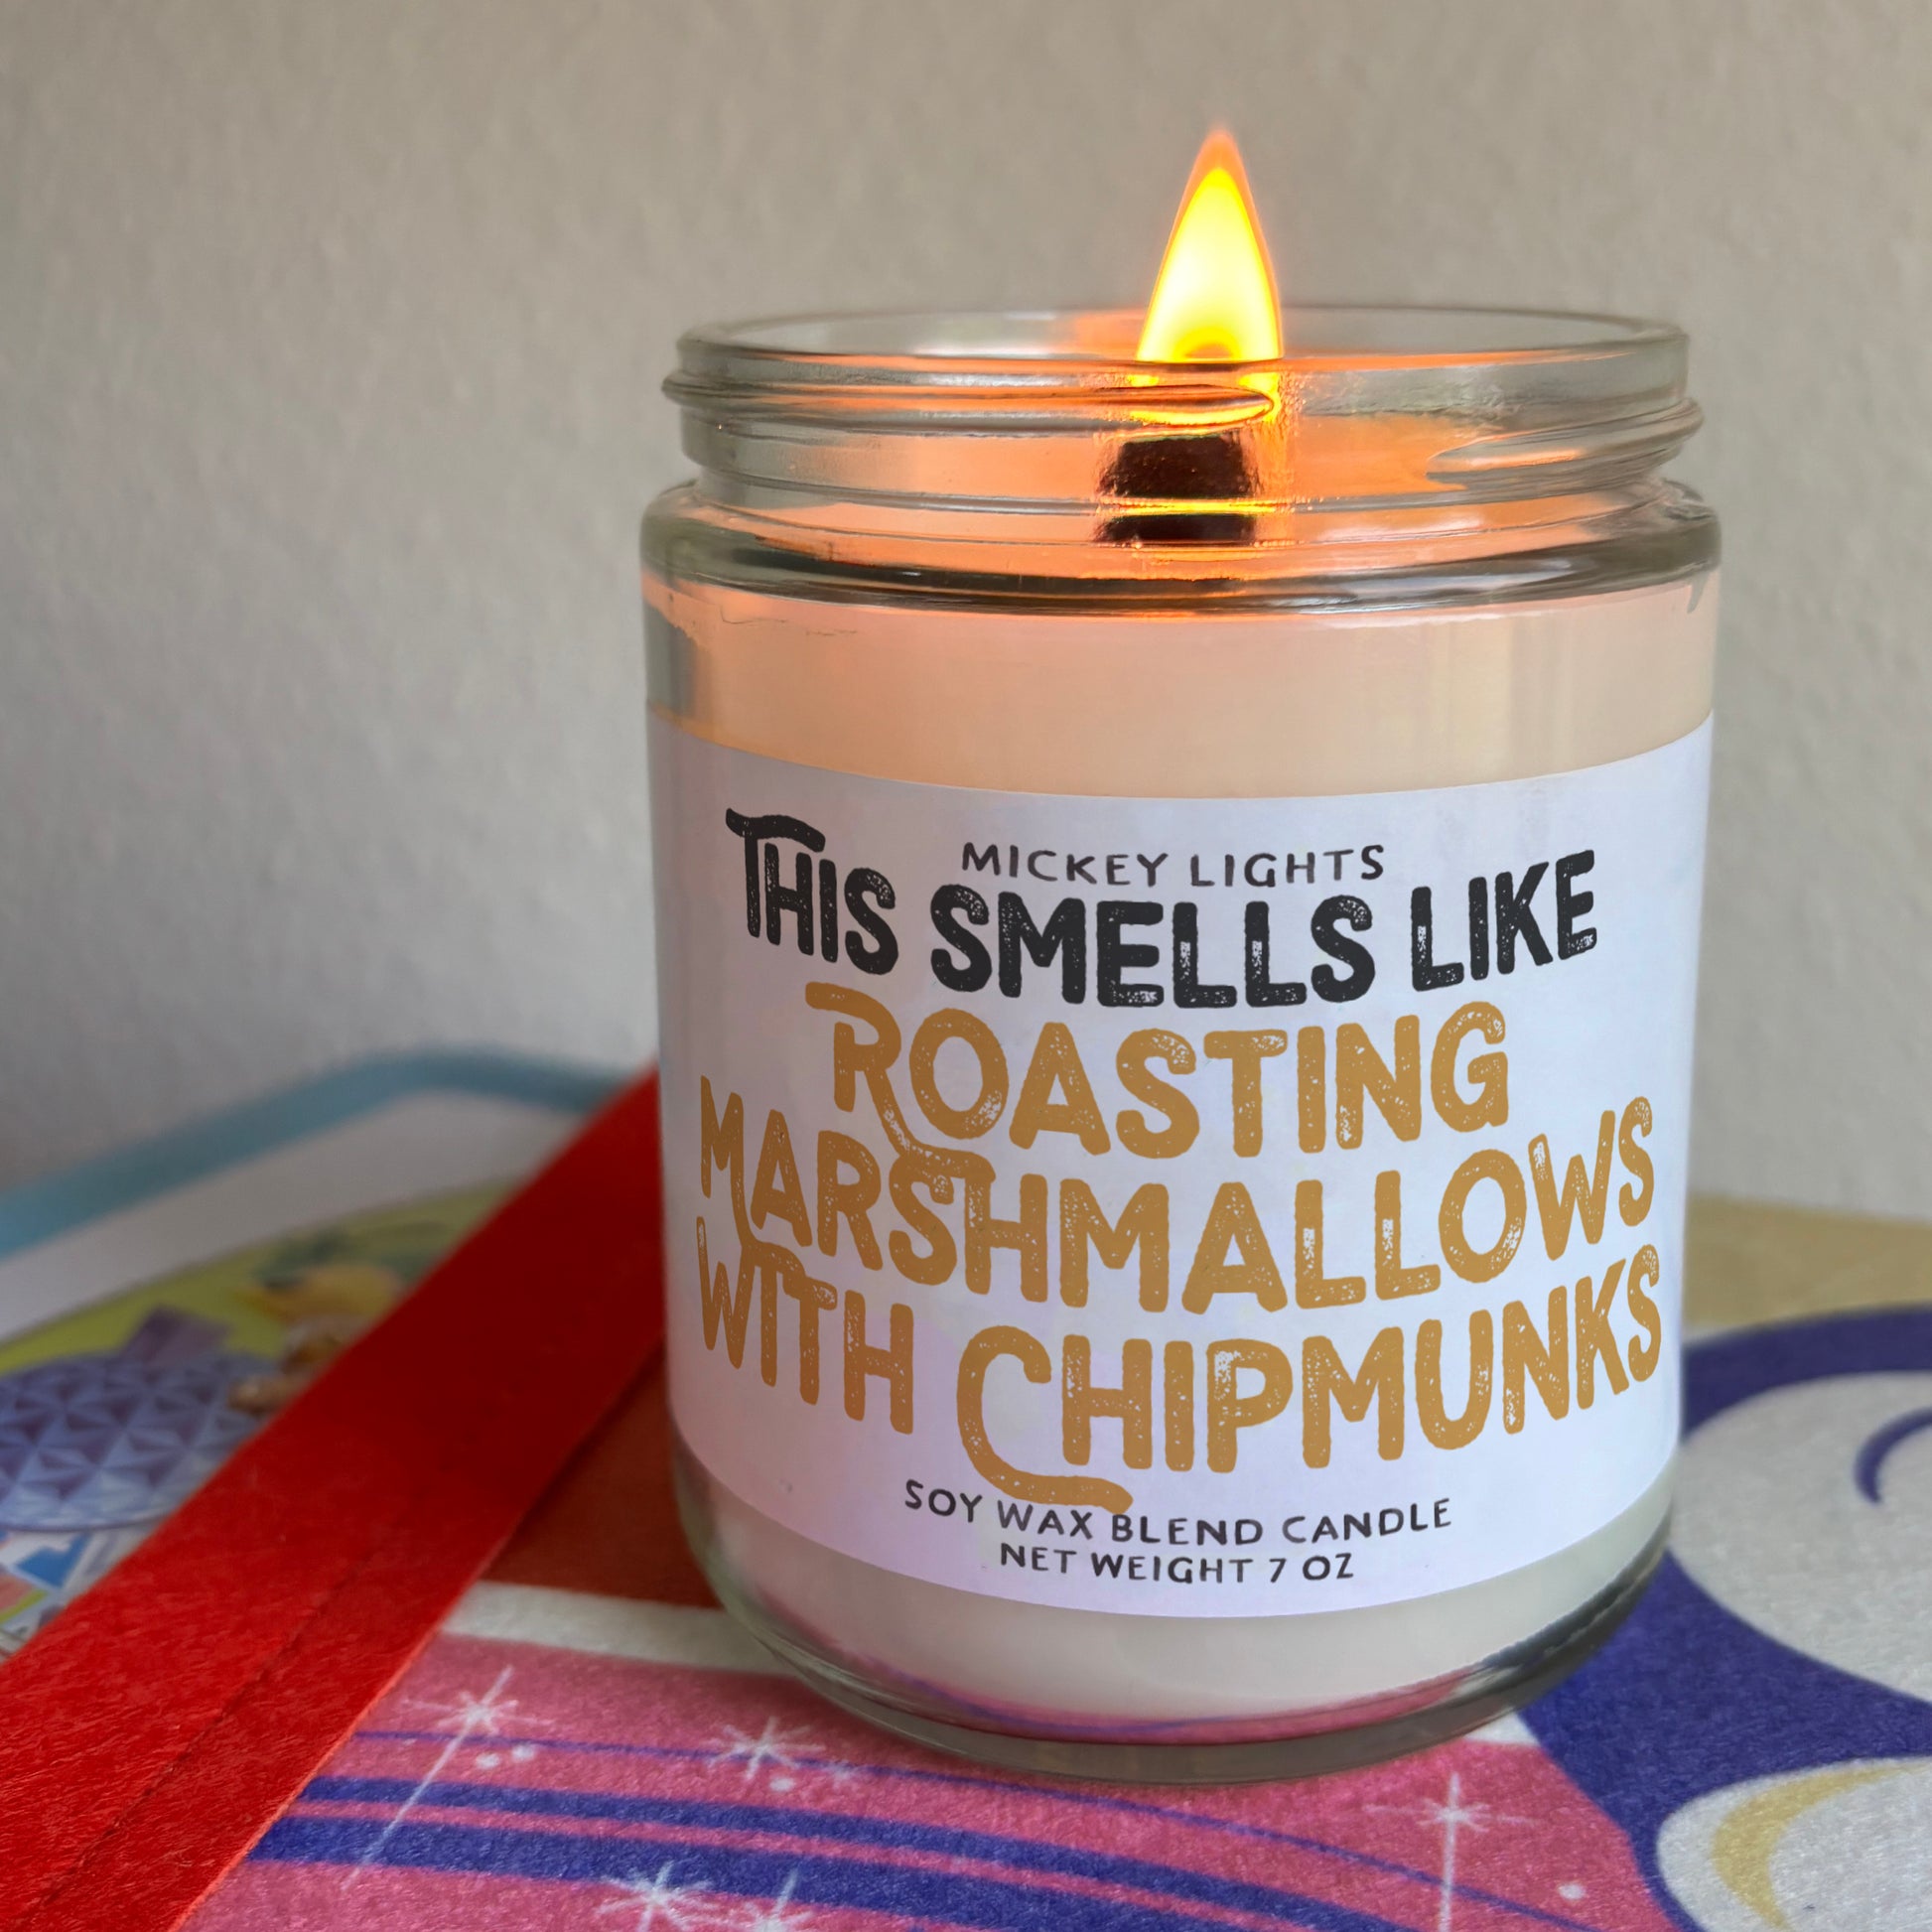 MICKEY LIGHTS
THIS SMELLS LIKE
ROASTING
MARSHMALLOWS
WITH CHIPMUNKS
SOY WAX BLEND CANDLE
NET WEIGHT 7 OZ